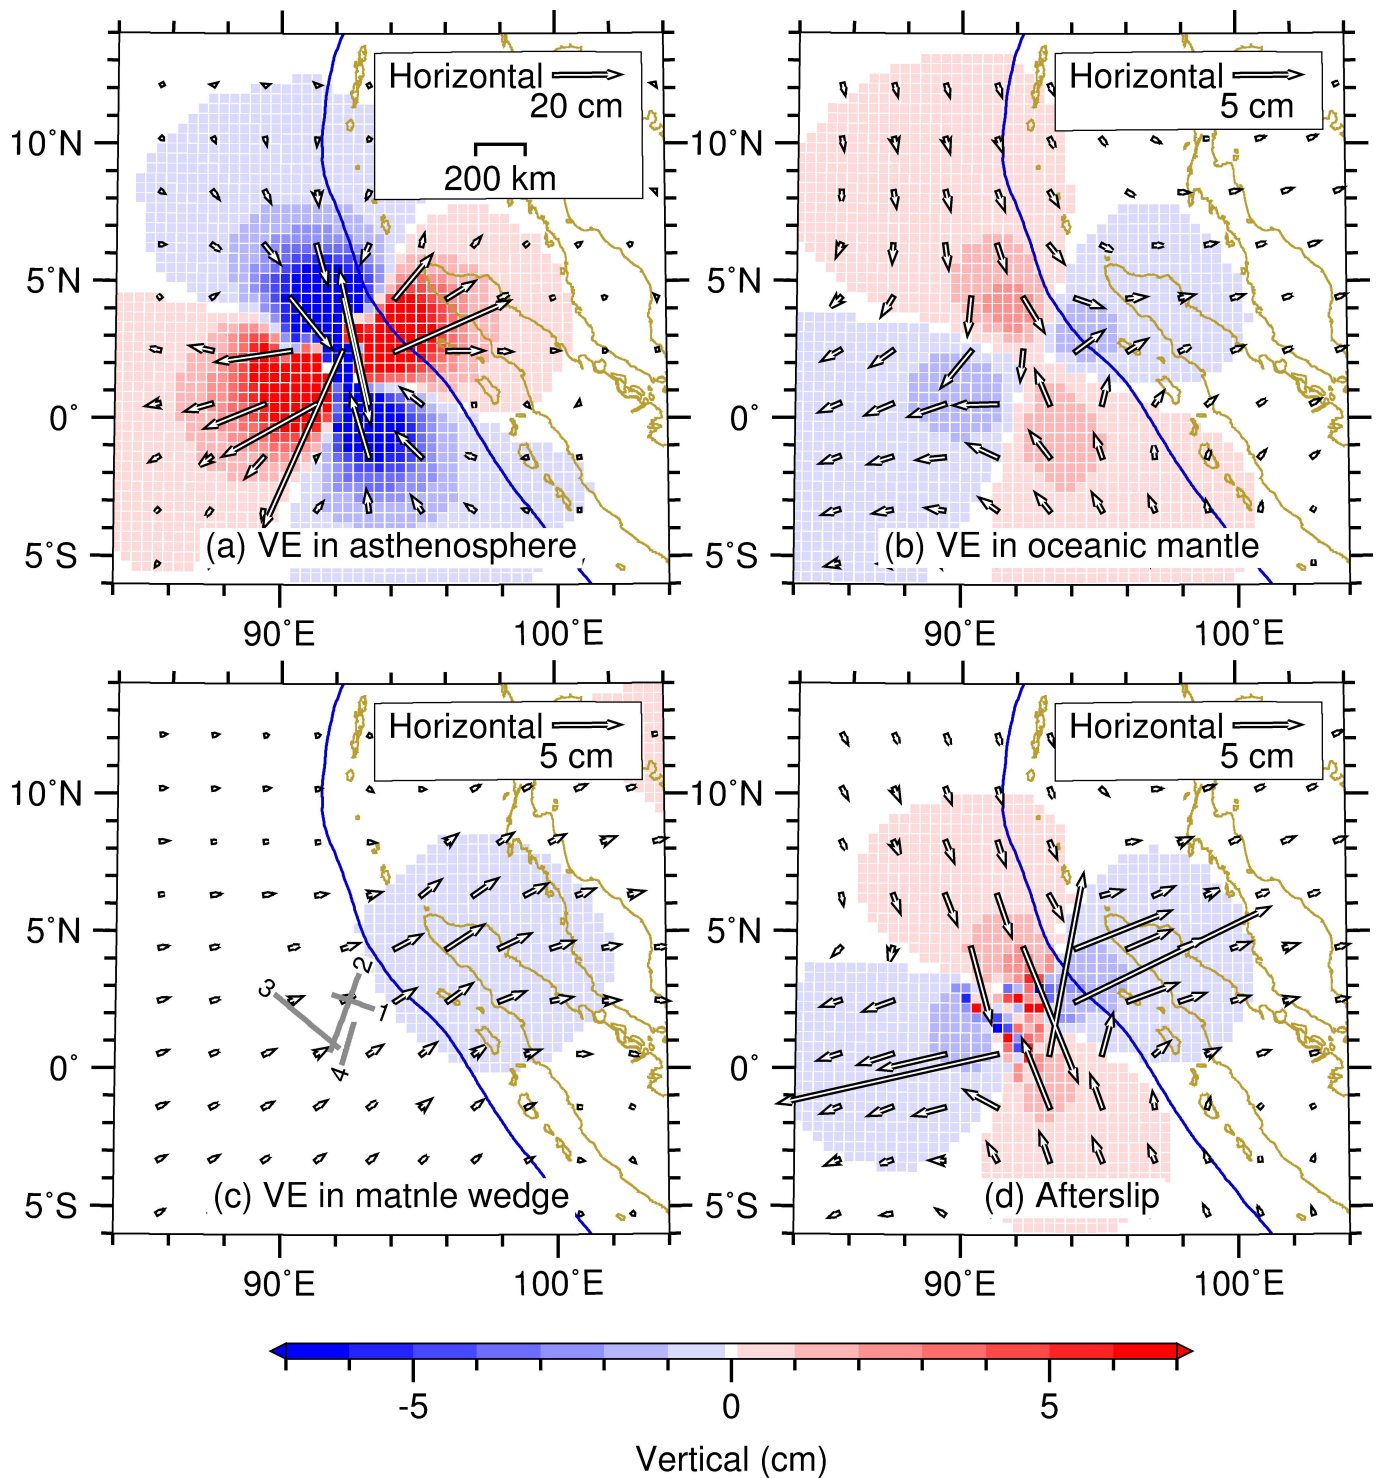 Horizontal
20 cm
200 km
10°N
5°N
0°
5°S
(a) VE in asthenosphere
90°E
100°E
Horizontal
5 cm
10°N
5°N
0°
5°S
(b) VE in oceanic mantle
90°E
100°E
Horizontal
5 cm
10°N
5°N
0°
5°S
3
2
1
4
(c) VE in matnle wedge
90°E
100°E
Horizontal
5 cm
10°N
5°N
0°
5°S
(d) Afterslip
90°E
100°E
-5
0
5
Vertical (cm)